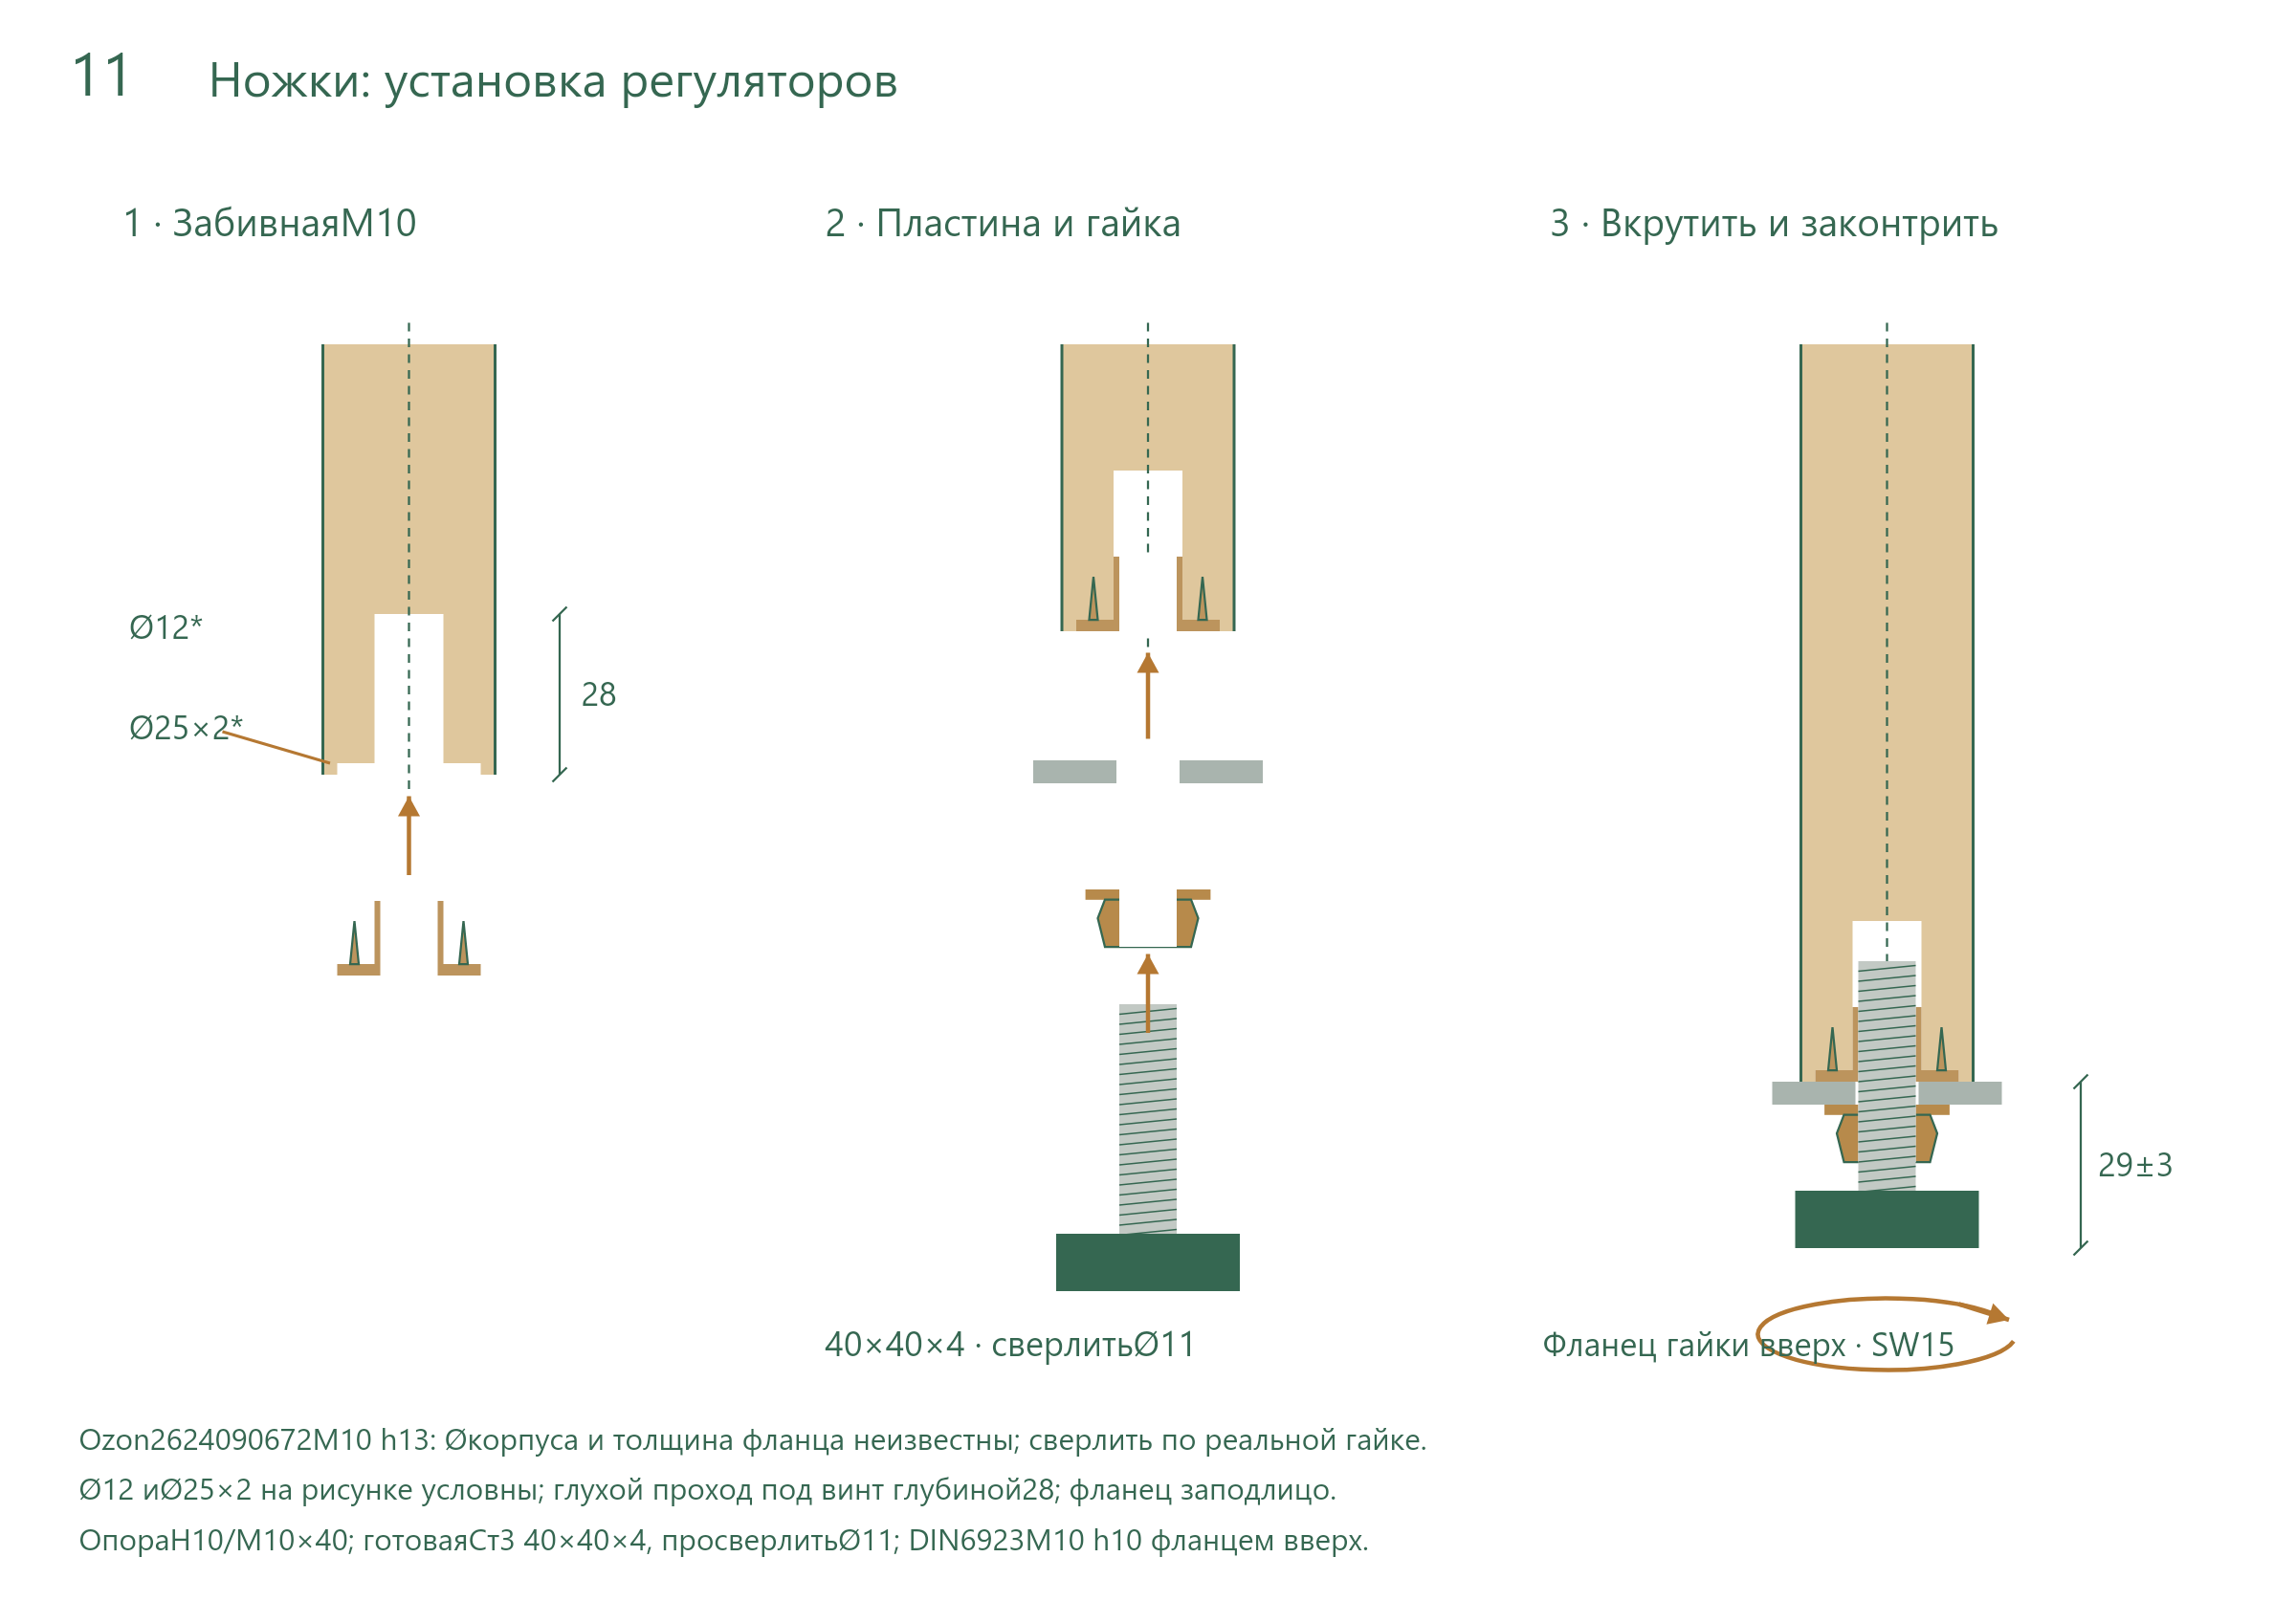 11 Ножки: установка регуляторов
1 · ЗабивнаяM10
2 · Пластина и гайка
3 · Вкрутить и законтрить
Ø12*
28
Ø25×2*
29±3
40×40×4 · сверлитьØ11
Фланец гайки вверх · SW15
Ozon2624090672M10 h13: Øкорпуса и толщина фланца неизвестны; сверлить по реальной гайке.
Ø12 иØ25×2 на рисунке условны; глухой проход под винт глубиной28; фланец заподлицо.
ОпораH10/M10×40; готоваяСт3 40×40×4, просверлитьØ11; DIN6923M10 h10 фланцем вверх.